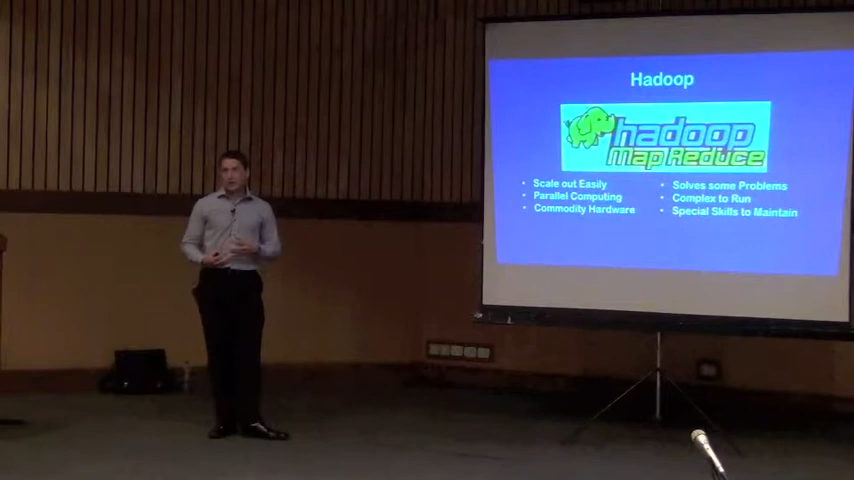 Hadoop
hadoop
Map Reduce
• Scale out Easily
• Parallel Computing
• Commodity Hardware
• Solves some Problems
• Complex to Run
• Special Skills to Maintain